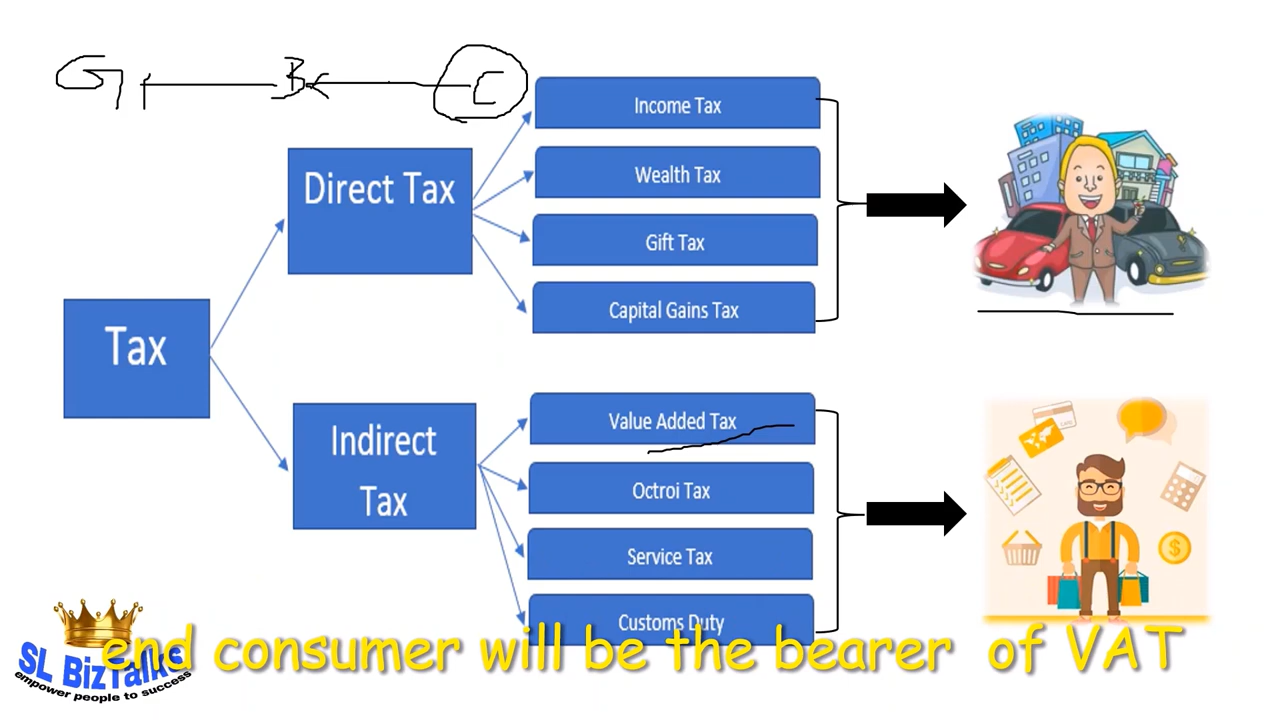 G B C
Income Tax
Direct Tax
Wealth Tax
Gift Tax
Capital Gains Tax
Tax
Value Added Tax
Indirect
Tax
Octroi Tax
Service Tax
Customs Duty
end consumer will be the bearer of VAT
SL BizTalks
empower people to success